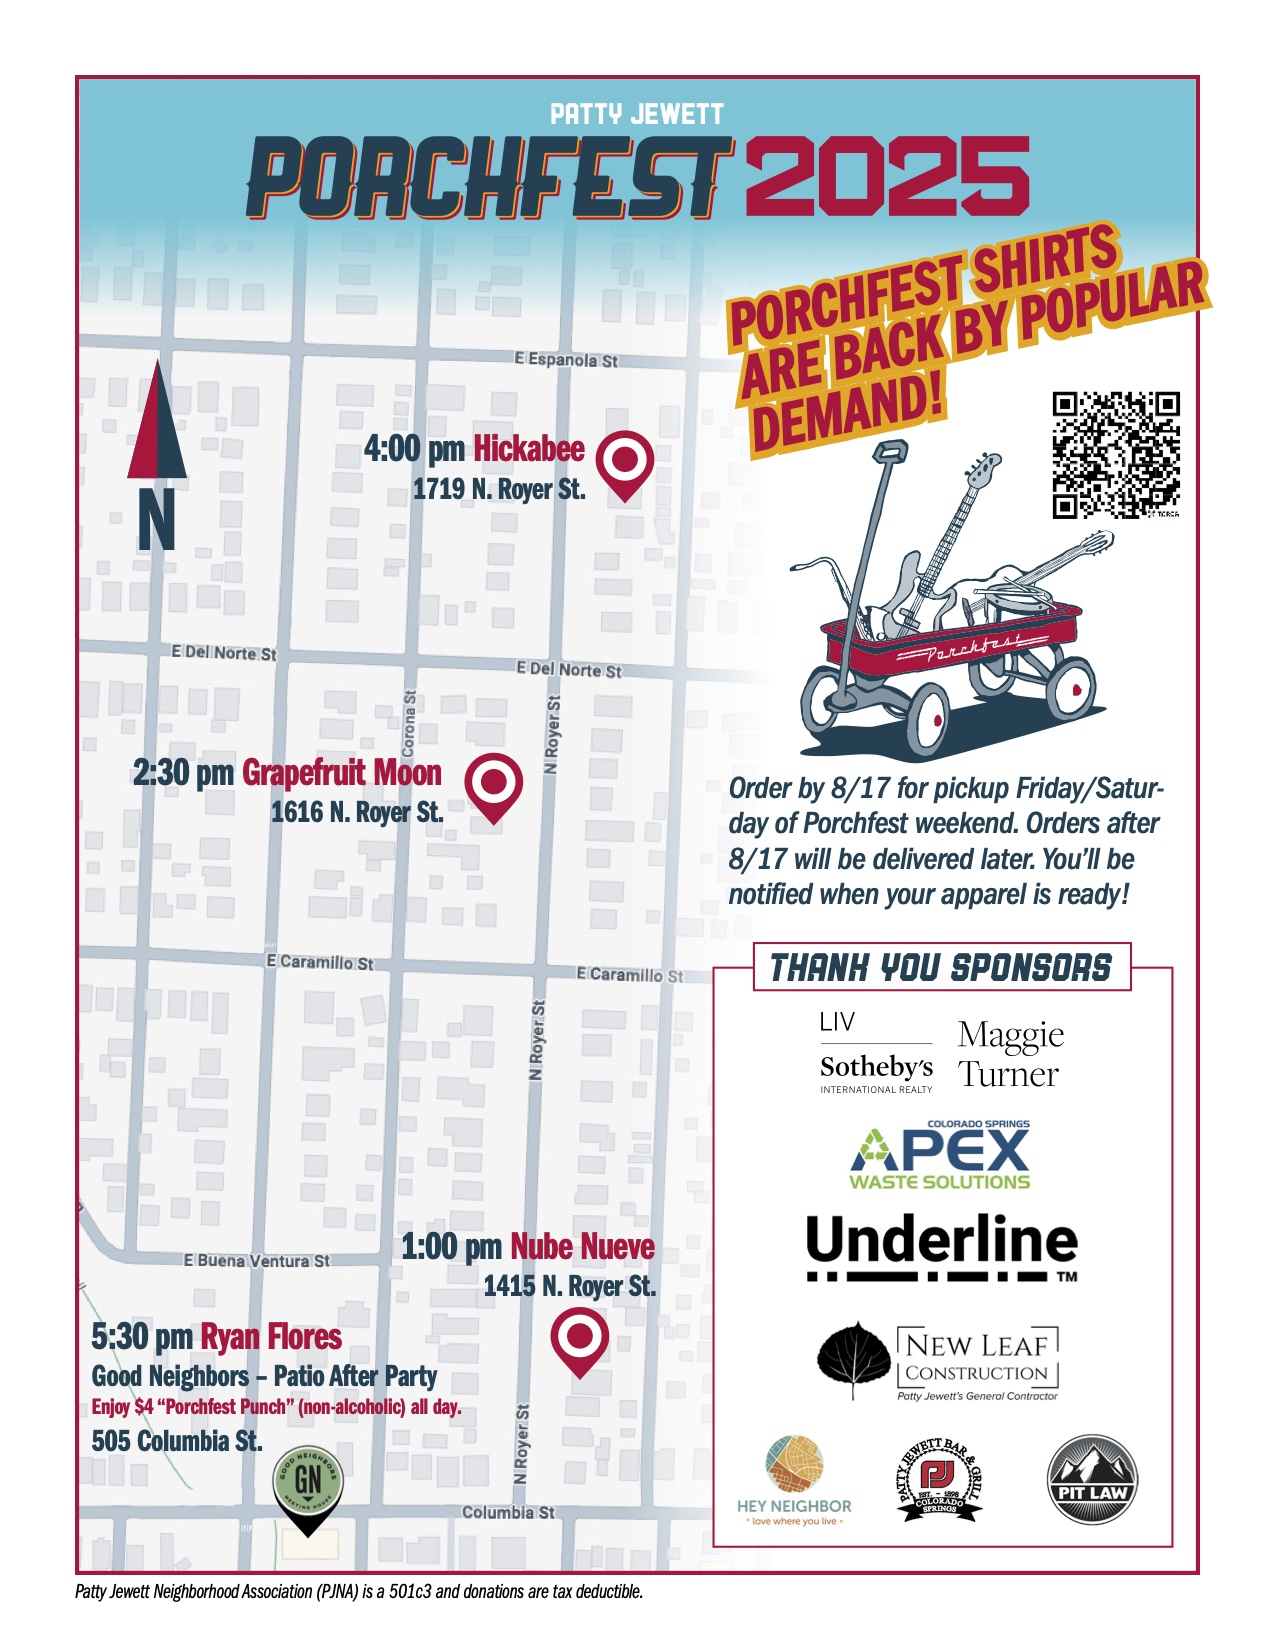 PATTY JEWETT
PORCHFEST 2025
PORCHFEST SHIRTS
ARE BACK BY POPULAR
DEMAND!
E Espanola St
4:00 pm Hickabee
1719 N. Royer St.
N
E Del Norte St
E Del Norte St
Corona St
N Royer St
Porchfest
2:30 pm Grapefruit Moon
1616 N. Royer St.
Order by 8/17 for pickup Friday/Satur-
day of Porchfest weekend. Orders after
8/17 will be delivered later. You'll be
notified when your apparel is ready!
E Caramillo St
E Caramillo St
N Royer St
THANK YOU SPONSORS
LIV
Sotheby's
INTERNATIONAL REALTY
Maggie
Turner
COLORADO SPRINGS
APEX
WASTE SOLUTIONS
Underline
TM
NEW LEAF
CONSTRUCTION
Patty Jewett's General Contractor
HEY NEIGHBOR
• love where you live •
PATTY JEWETT BAR & GRILL
PJ
EST. - 1898
COLORADO
SPRINGS
PIT LAW
E Buena Ventura St
1:00 pm Nube Nueve
1415 N. Royer St.
5:30 pm Ryan Flores
Good Neighbors – Patio After Party
Enjoy $4 “Porchfest Punch” (non-alcoholic) all day.
505 Columbia St.
GOOD NEIGHBORS
GN
MEETING HOUSE
N Royer St
Columbia St
Patty Jewett Neighborhood Association (PJNA) is a 501c3 and donations are tax deductible.